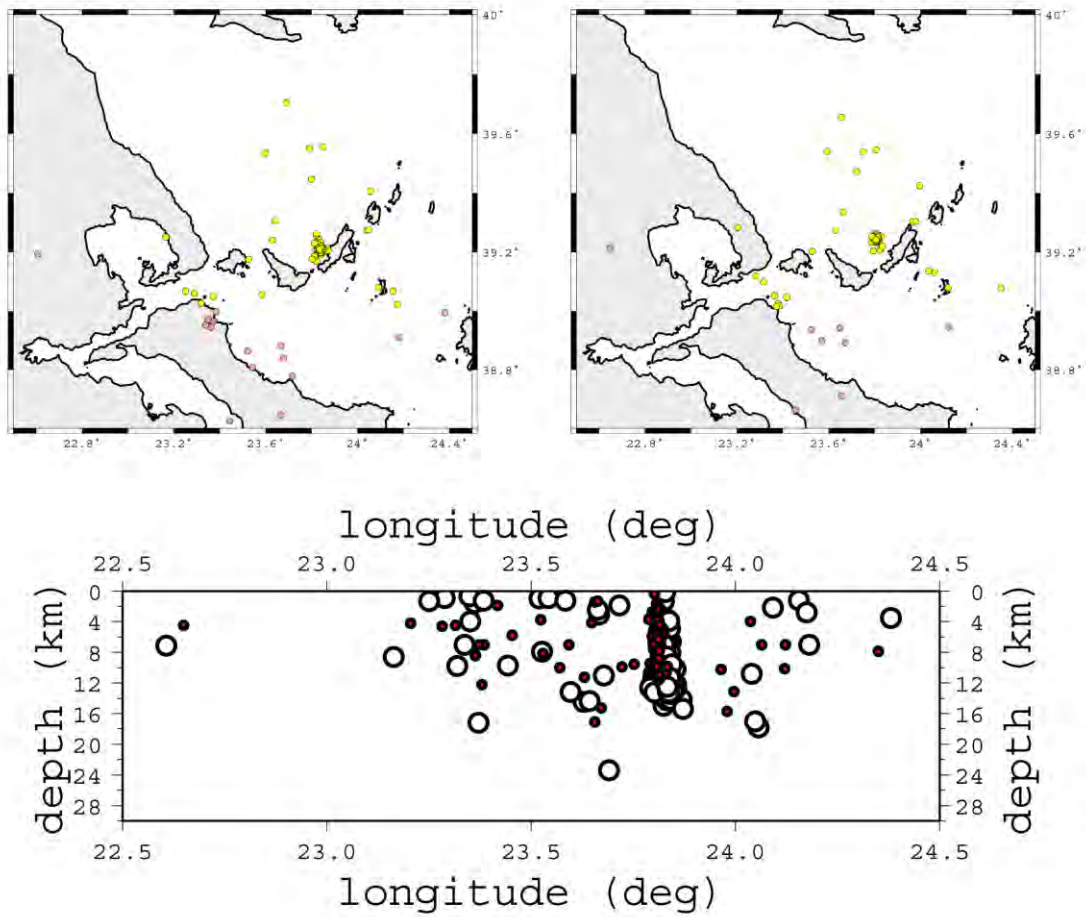 40° 40°
39.6° 39.6°
39.2° 39.2°
38.8° 38.8°
22.8° 23.2° 23.6° 24° 24.4° 22.8° 23.2° 23.6° 24° 24.4°
longitude (deg)
22.5 23.0 23.5 24.0 24.5
0 0
4 4
8 8
12 12
16 16
20 20
24 24
28 28
depth (km) depth (km)
22.5 23.0 23.5 24.0 24.5
longitude (deg)